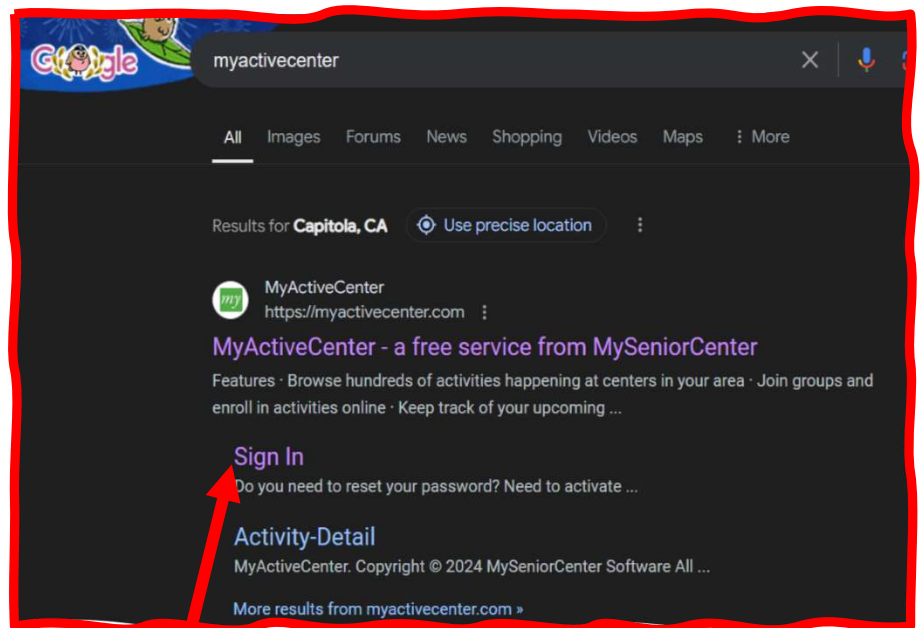 Google
myactivecenter
All Images Forums News Shopping Videos Maps More
Results for Capitola, CA Use precise location
my
MyActiveCenter
https://myactivecenter.com
MyActiveCenter - a free service from MySeniorCenter
Features · Browse hundreds of activities happening at centers in your area · Join groups and
enroll in activities online · Keep track of your upcoming ...
Sign In
Do you need to reset your password? Need to activate ...
Activity-Detail
MyActiveCenter. Copyright © 2024 MySeniorCenter Software All ...
More results from myactivecenter.com »